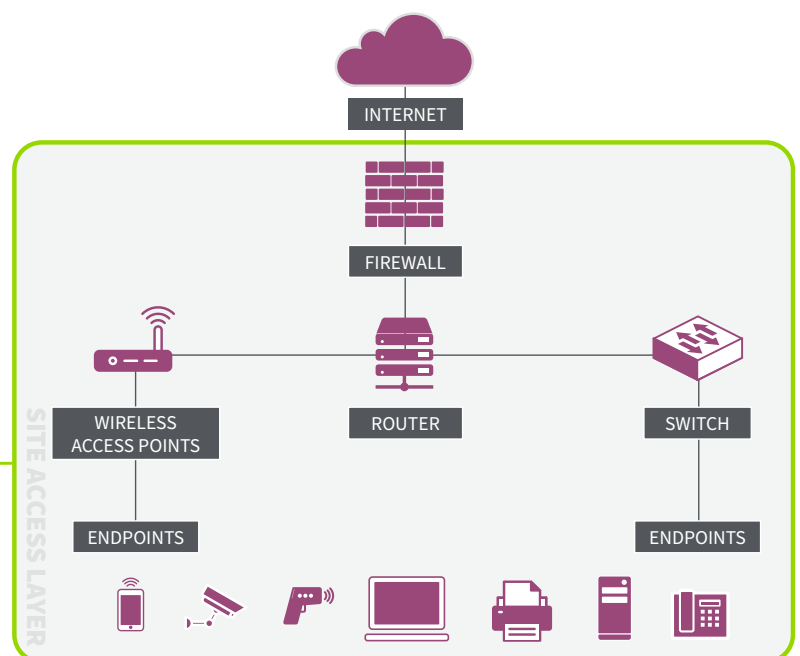 INTERNET
FIREWALL
ROUTER
WIRELESS
ACCESS POINTS
SWITCH
ENDPOINTS
ENDPOINTS
SITE ACCESS LAYER